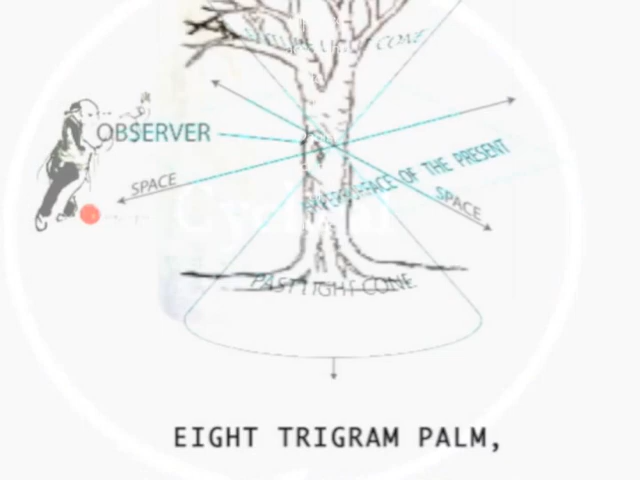 FUTURE LIGHT CONE
OBSERVER
HYPERSURFACE OF THE PRESENT
SPACE
SPACE
PAST LIGHT CONE
EIGHT TRIGRAM PALM,